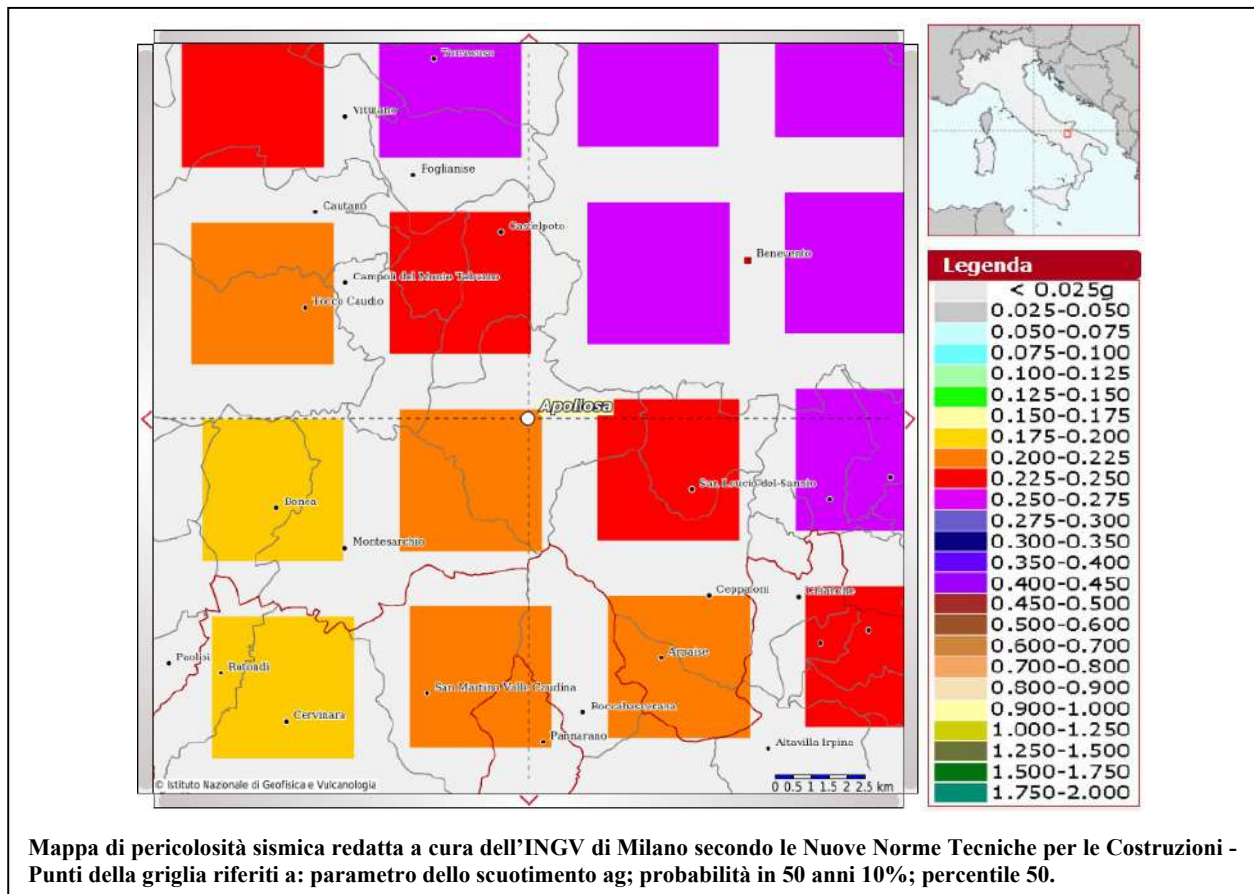 Torrecuso
Vitulano
Foglianise
Cautano
Castelpoto
Benevento
Campoli del Monte Taburno
Tocco Caudio
Apollosa
San Leucio del Sannio
Bonea
Montesarchio
Ceppaloni
Chianche
Arpaise
Paolisi
Rotondi
San Martino Valle Caudina
Roccabascerana
Cervinara
Pannarano
Altavilla Irpina
© Istituto Nazionale di Geofisica e Vulcanologia
0 0.5 1 1.5 2 2.5 km
Legenda
< 0.025g
0.025-0.050
0.050-0.075
0.075-0.100
0.100-0.125
0.125-0.150
0.150-0.175
0.175-0.200
0.200-0.225
0.225-0.250
0.250-0.275
0.275-0.300
0.300-0.350
0.350-0.400
0.400-0.450
0.450-0.500
0.500-0.600
0.600-0.700
0.700-0.800
0.800-0.900
0.900-1.000
1.000-1.250
1.250-1.500
1.500-1.750
1.750-2.000
Mappa di pericolosità sismica redatta a cura dell’INGV di Milano secondo le Nuove Norme Tecniche per le Costruzioni -
Punti della griglia riferiti a: parametro dello scuotimento ag; probabilità in 50 anni 10%; percentile 50.